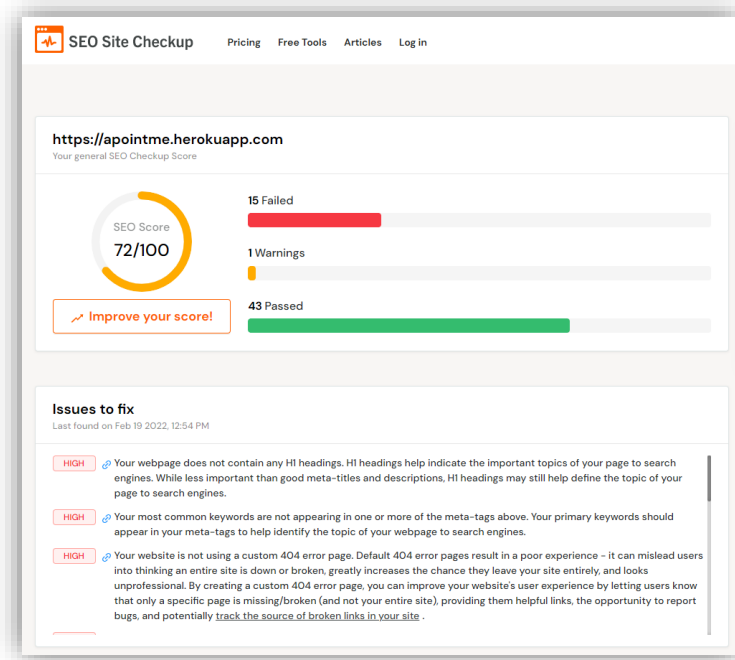 SEO Site Checkup Pricing Free Tools Articles Log in
https://apointme.herokuapp.com
Your general SEO Checkup Score
SEO Score
72/100
Improve your score!
15 Failed
1 Warnings
43 Passed
Issues to fix
Last found on Feb 19 2022, 12:54 PM
HIGH Your webpage does not contain any H1 headings. H1 headings help indicate the important topics of your page to search
engines. While less important than good meta-titles and descriptions, H1 headings may still help define the topic of your
page to search engines.
HIGH Your most common keywords are not appearing in one or more of the meta-tags above. Your primary keywords should
appear in your meta-tags to help identify the topic of your webpage to search engines.
HIGH Your website is not using a custom 404 error page. Default 404 error pages result in a poor experience - it can mislead users
into thinking an entire site is down or broken, greatly increases the chance they leave your site entirely, and looks
unprofessional. By creating a custom 404 error page, you can improve your website's user experience by letting users know
that only a specific page is missing/broken (and not your entire site), providing them helpful links, the opportunity to report
bugs, and potentially track the source of broken links in your site .